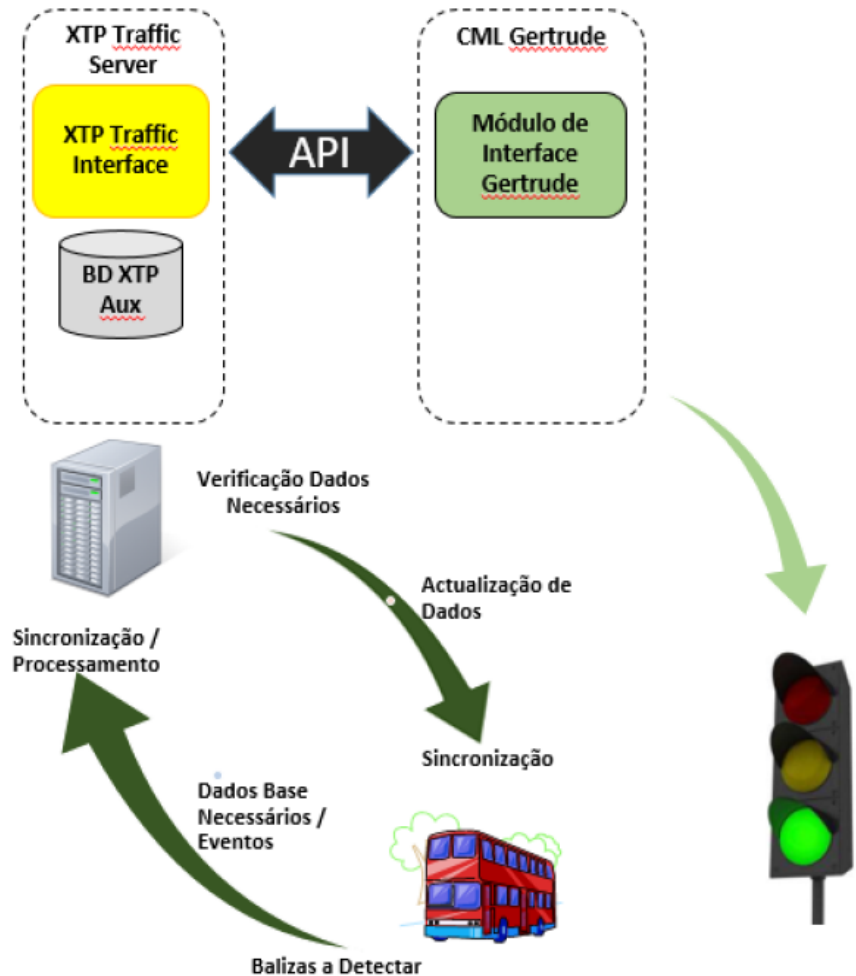 XTP Traffic
Server
XTP Traffic
Interface
BD XTP
Aux
API
CML Gertrude
Módulo de
Interface
Gertrude
Verificação Dados
Necessários
Actualização de
Dados
Sincronização /
Processamento
Sincronização
Dados Base
Necessários /
Eventos
Balizas a Detectar